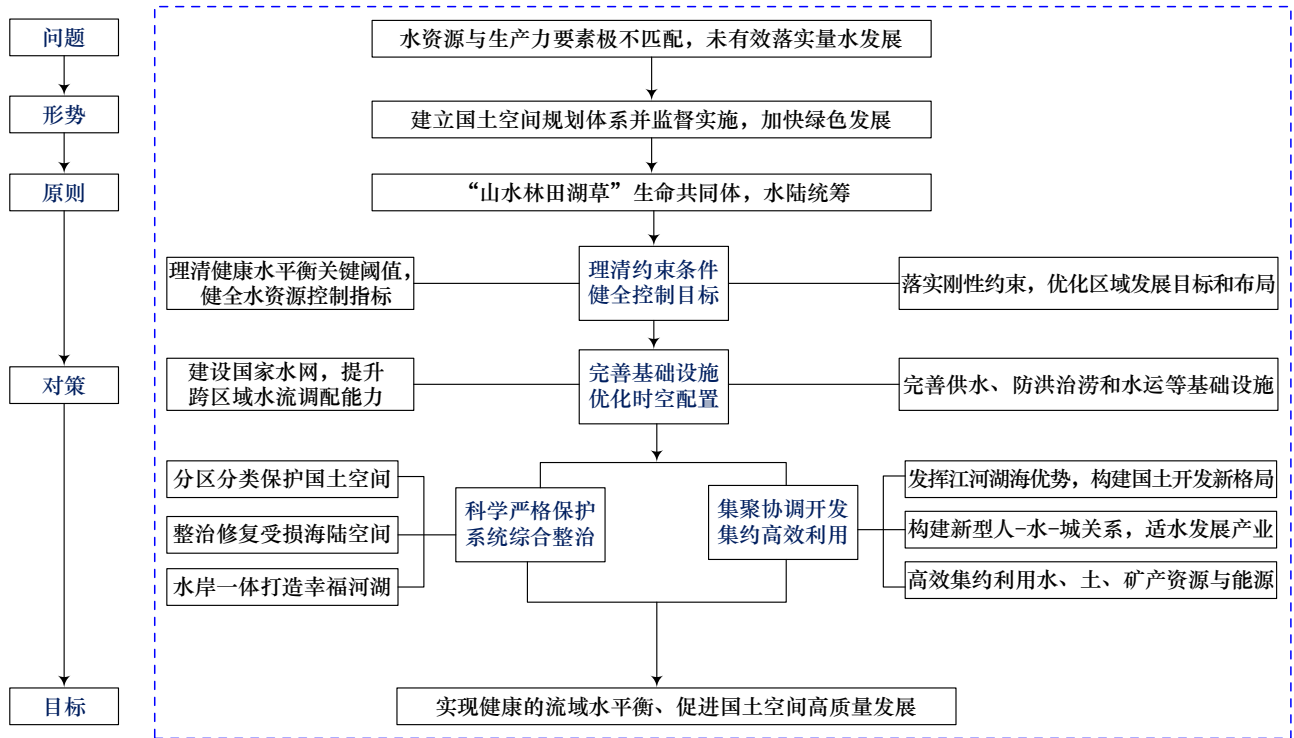 问题
水资源与生产力要素极不匹配，未有效落实量水发展
形势
建立国土空间规划体系并监督实施，加快绿色发展
原则
“山水林田湖草”生命共同体，水陆统筹
对策
理清健康水平衡关键阈值，
健全水资源控制指标
理清约束条件
健全控制目标
落实刚性约束，优化区域发展目标和布局
建设国家水网，提升
跨区域水流调配能力
完善基础设施
优化时空配置
完善供水、防洪治涝和水运等基础设施
分区分类保护国土空间
整治修复受损海陆空间
水岸一体打造幸福河湖
科学严格保护
系统综合整治
集聚协调开发
集约高效利用
发挥江河湖海优势，构建国土开发新格局
构建新型人-水-城关系，适水发展产业
高效集约利用水、土、矿产资源与能源
目标
实现健康的流域水平衡、促进国土空间高质量发展